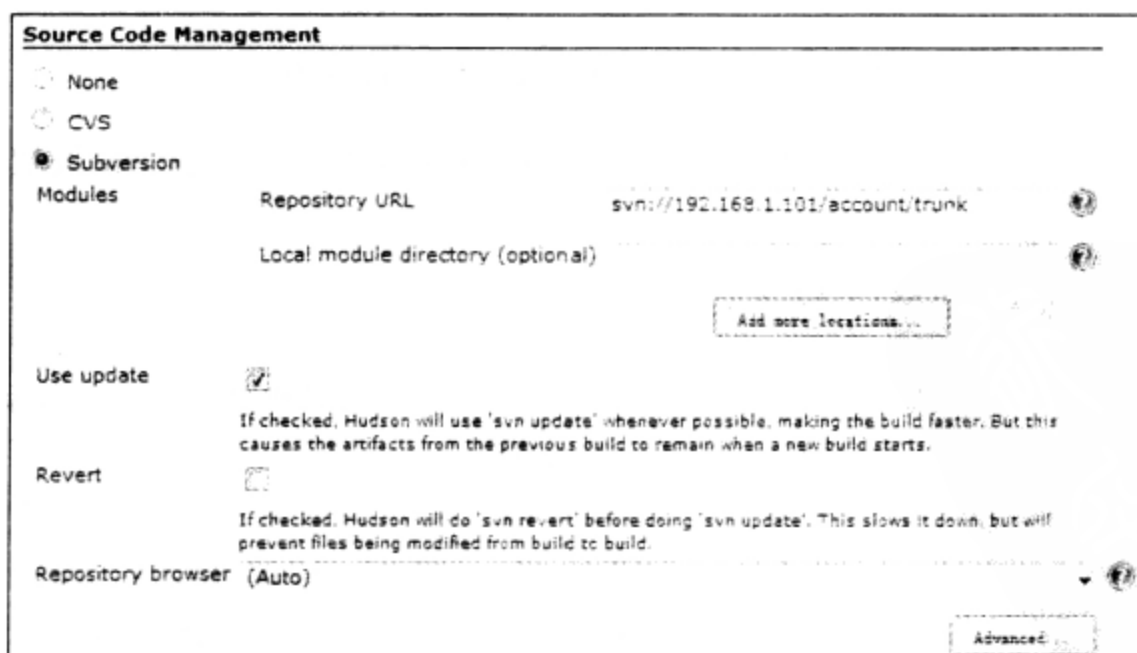 Source Code Management
None
CVS
Subversion
Modules Repository URL svn://192.168.1.101/account/trunk
Local module directory (optional)
Add more locations...
Use update
If checked, Hudson will use 'svn update' whenever possible, making the build faster. But this
causes the artifacts from the previous build to remain when a new build starts.
Revert
If checked, Hudson will do 'svn revert' before doing 'svn update'. This slows it down, but will
prevent files being modified from build to build.
Repository browser (Auto)
Advanced...